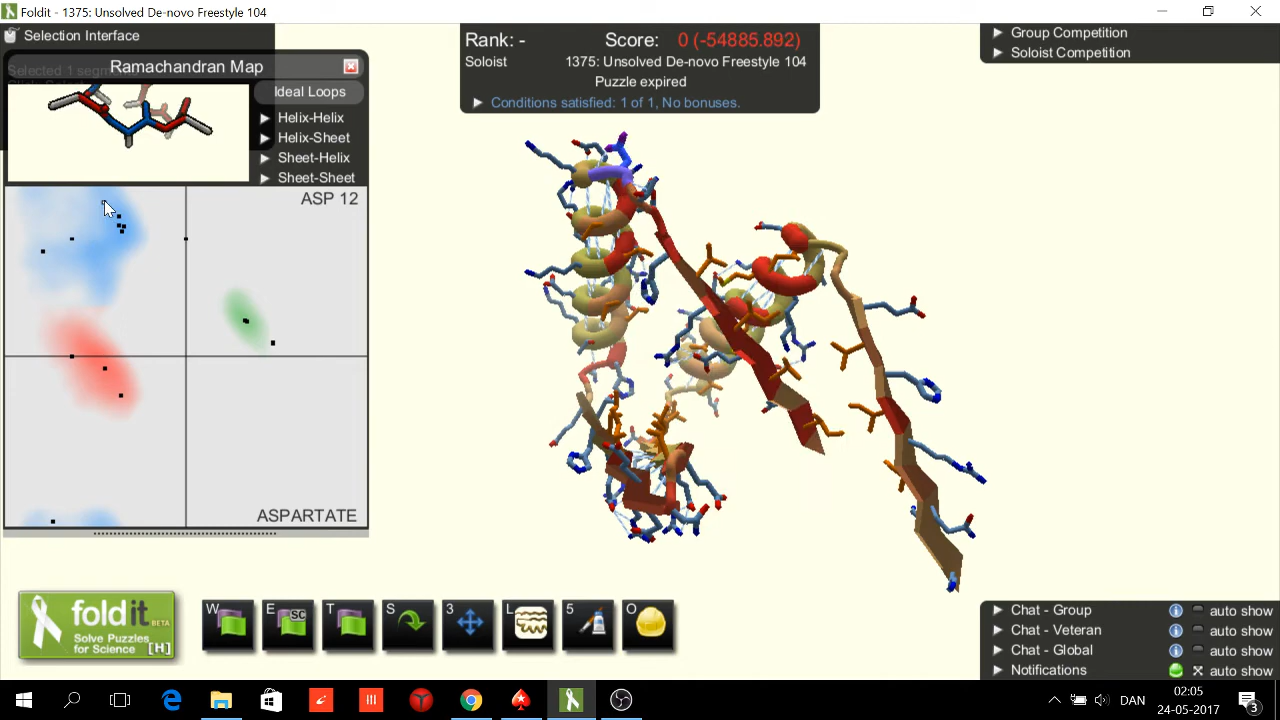 Foldit - 1375: Unsolved De-novo Freestyle 104
Selection Interface
Selected 1 segm
Ramachandran Map
Ideal Loops
Helix-Helix
Helix-Sheet
Sheet-Helix
Sheet-Sheet
ASP 12
ASPARTATE
Rank: - Score: 0 (-54885.892)
Soloist 1375: Unsolved De-novo Freestyle 104
Puzzle expired
Conditions satisfied: 1 of 1, No bonuses.
Group Competition
Soloist Competition
foldit BETA
Solve Puzzles
for Science [H]
W E SC T S 3 L 5 O
Chat - Group auto show
Chat - Veteran auto show
Chat - Global auto show
Notifications auto show
DAN
02:05
24-05-2017
3